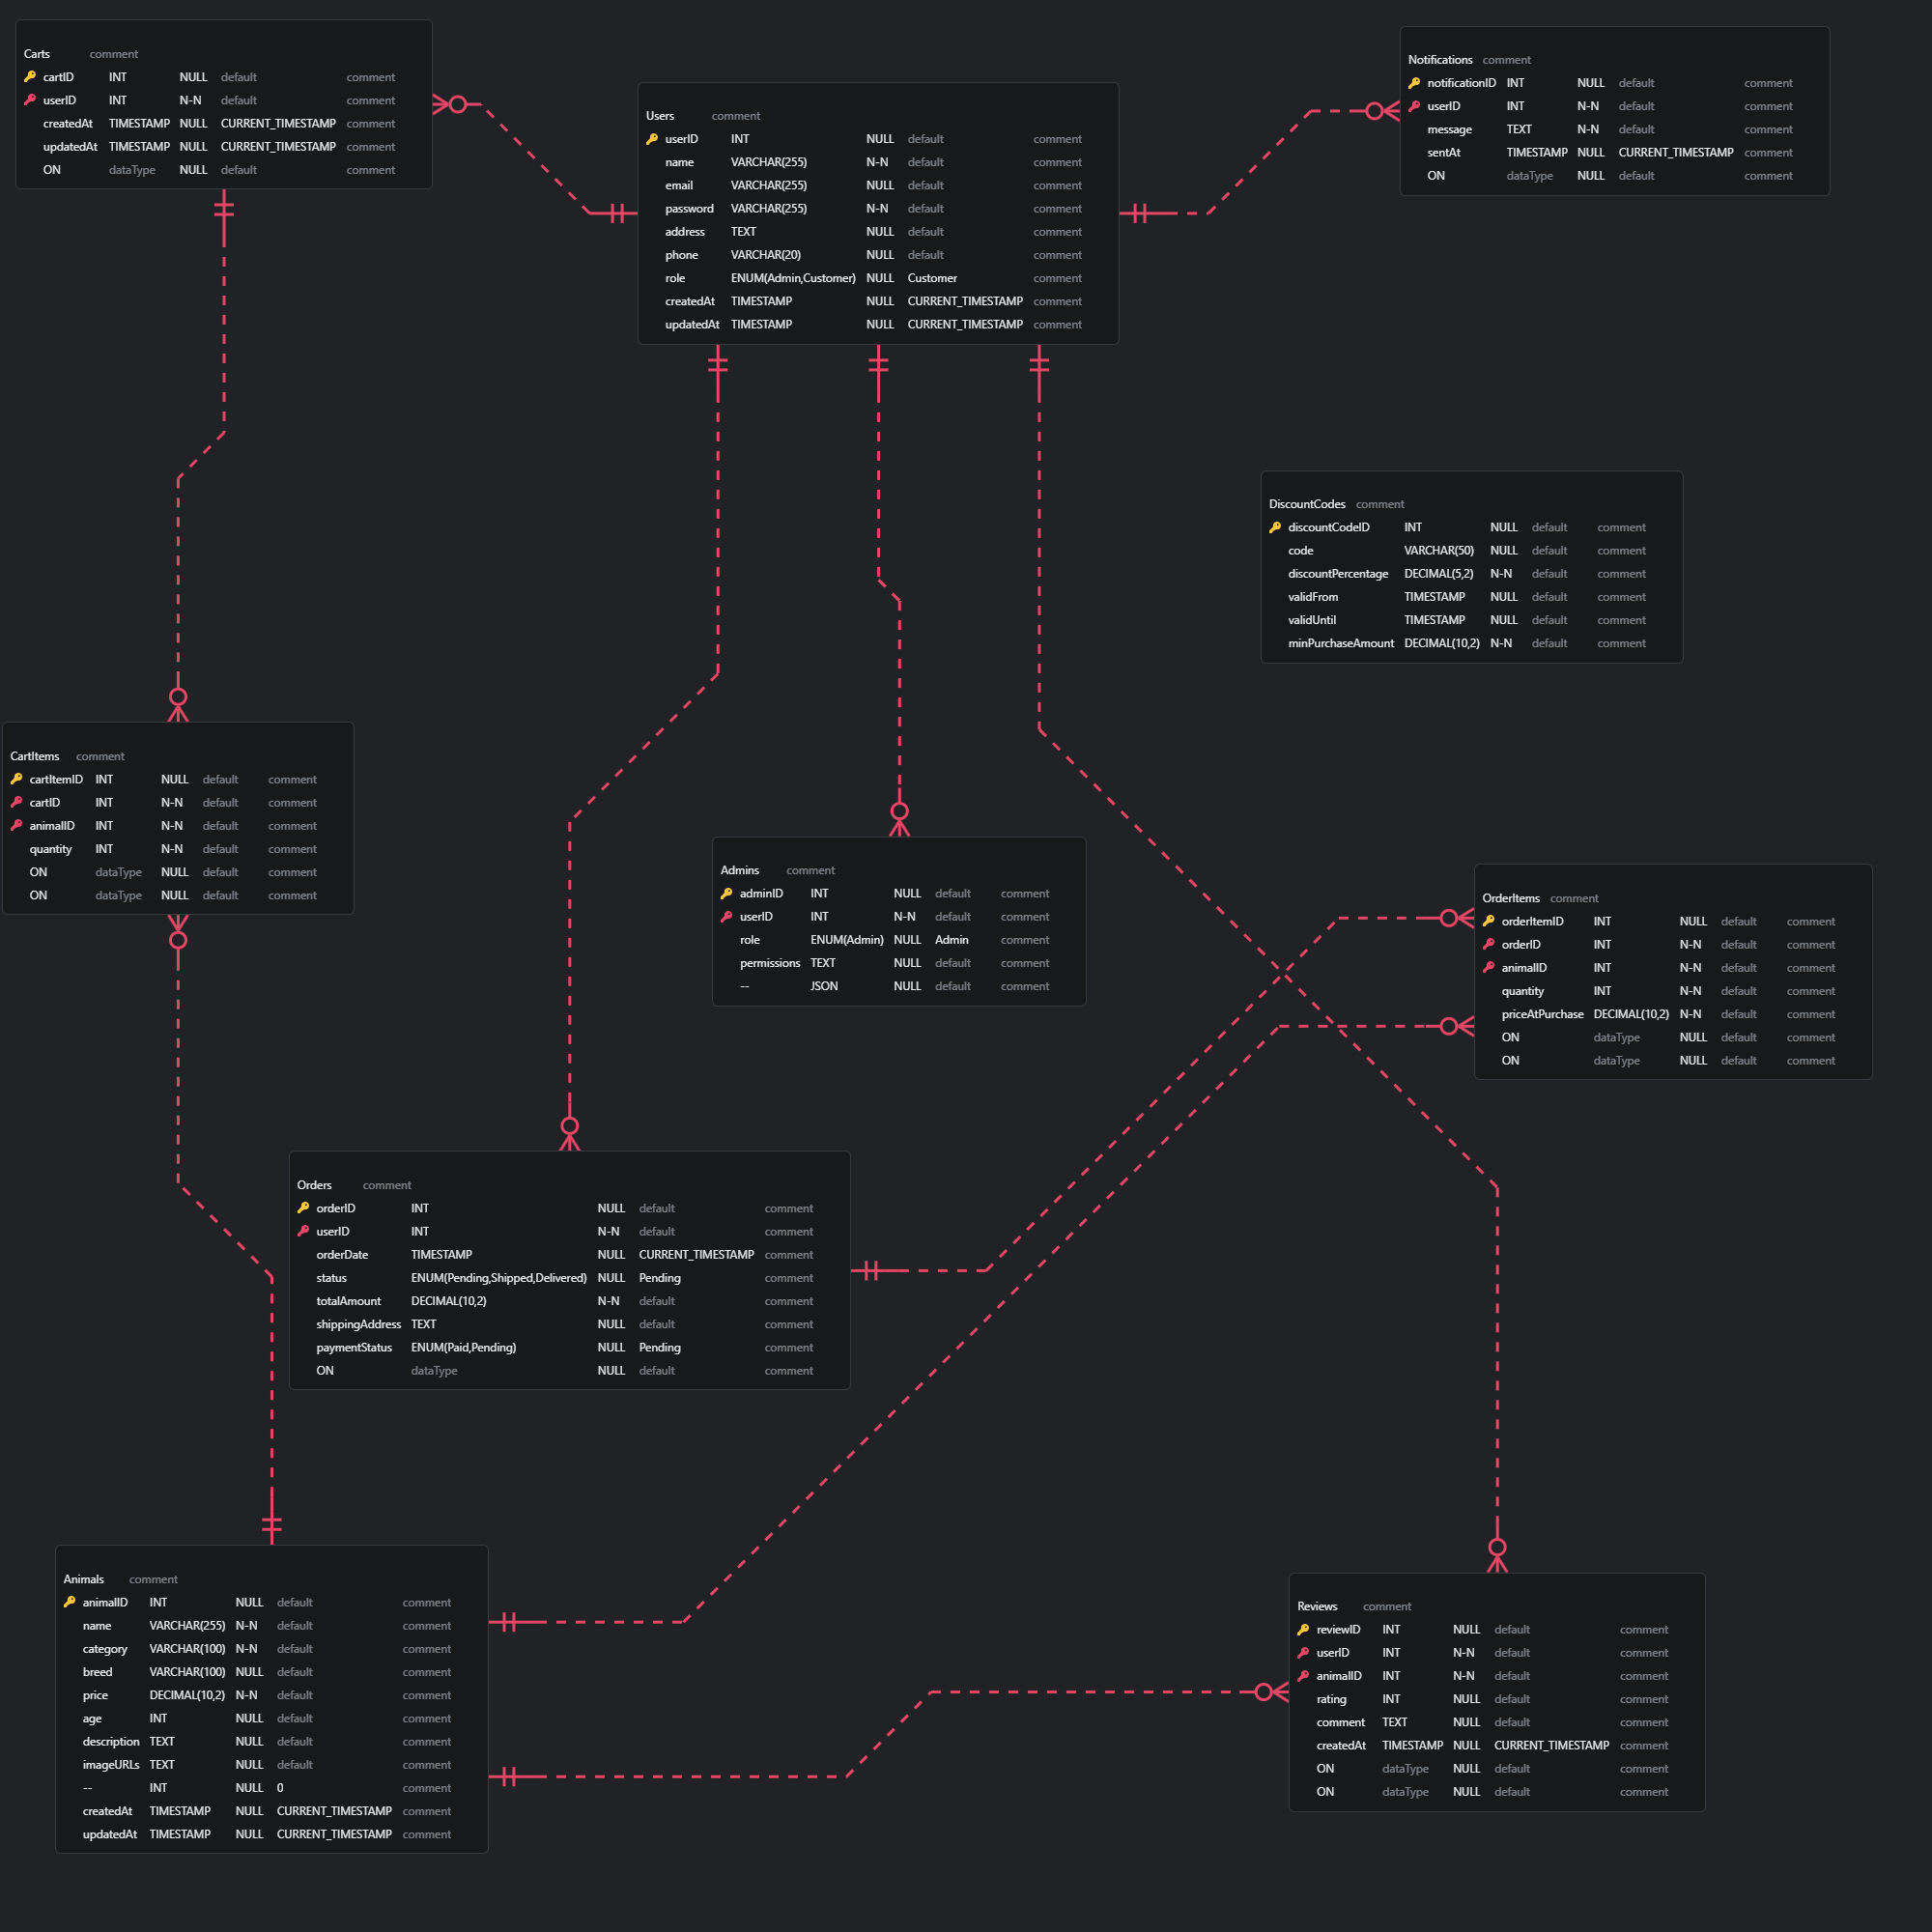 Carts comment
cartID INT NULL default comment
userID INT N-N default comment
createdAt TIMESTAMP NULL CURRENT_TIMESTAMP comment
updatedAt TIMESTAMP NULL CURRENT_TIMESTAMP comment
ON dataType NULL default comment
Users comment
userID INT NULL default comment
name VARCHAR(255) N-N default comment
email VARCHAR(255) NULL default comment
password VARCHAR(255) N-N default comment
address TEXT NULL default comment
phone VARCHAR(20) NULL default comment
role ENUM(Admin,Customer) NULL Customer comment
createdAt TIMESTAMP NULL CURRENT_TIMESTAMP comment
updatedAt TIMESTAMP NULL CURRENT_TIMESTAMP comment
Notifications comment
notificationID INT NULL default comment
userID INT N-N default comment
message TEXT N-N default comment
sentAt TIMESTAMP NULL CURRENT_TIMESTAMP comment
ON dataType NULL default comment
DiscountCodes comment
discountCodeID INT NULL default comment
code VARCHAR(50) NULL default comment
discountPercentage DECIMAL(5,2) N-N default comment
validFrom TIMESTAMP NULL default comment
validUntil TIMESTAMP NULL default comment
minPurchaseAmount DECIMAL(10,2) N-N default comment
CartItems comment
cartItemID INT NULL default comment
cartID INT N-N default comment
animalID INT N-N default comment
quantity INT N-N default comment
ON dataType NULL default comment
ON dataType NULL default comment
Admins comment
adminID INT NULL default comment
userID INT N-N default comment
role ENUM(Admin) NULL Admin comment
permissions TEXT NULL default comment
-- JSON NULL default comment
OrderItems comment
orderItemID INT NULL default comment
orderID INT N-N default comment
animalID INT N-N default comment
quantity INT N-N default comment
priceAtPurchase DECIMAL(10,2) N-N default comment
ON dataType NULL default comment
ON dataType NULL default comment
Orders comment
orderID INT NULL default comment
userID INT N-N default comment
orderDate TIMESTAMP NULL CURRENT_TIMESTAMP comment
status ENUM(Pending,Shipped,Delivered) NULL Pending comment
totalAmount DECIMAL(10,2) N-N default comment
shippingAddress TEXT NULL default comment
paymentStatus ENUM(Paid,Pending) NULL Pending comment
ON dataType NULL default comment
Animals comment
animalID INT NULL default comment
name VARCHAR(255) N-N default comment
category VARCHAR(100) N-N default comment
breed VARCHAR(100) NULL default comment
price DECIMAL(10,2) N-N default comment
age INT NULL default comment
description TEXT NULL default comment
imageURLs TEXT NULL default comment
-- INT NULL 0 comment
createdAt TIMESTAMP NULL CURRENT_TIMESTAMP comment
updatedAt TIMESTAMP NULL CURRENT_TIMESTAMP comment
Reviews comment
reviewID INT NULL default comment
userID INT N-N default comment
animalID INT N-N default comment
rating INT NULL default comment
comment TEXT NULL default comment
createdAt TIMESTAMP NULL CURRENT_TIMESTAMP comment
ON dataType NULL default comment
ON dataType NULL default comment